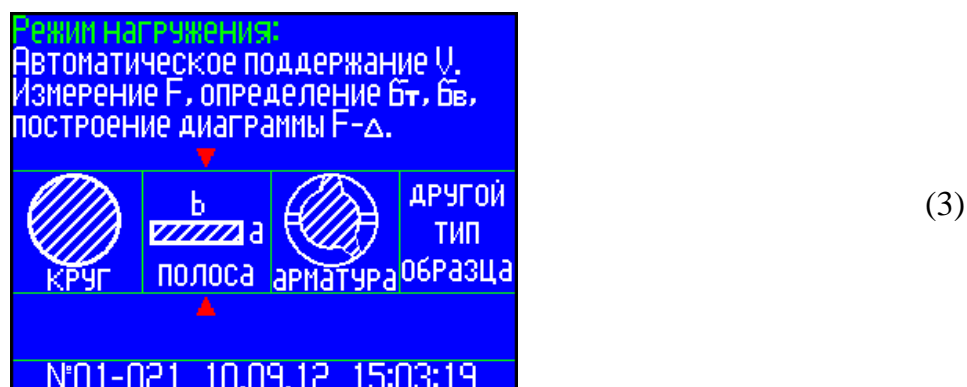 Режим нагружения:
Автоматическое поддержание V.
Измерение F, определение бт, бв,
построение диаграммы F-△.
b
a
круг
полоса
арматура
другой
тип
образца
(3)
№01-021 10.09.12 15:03:19